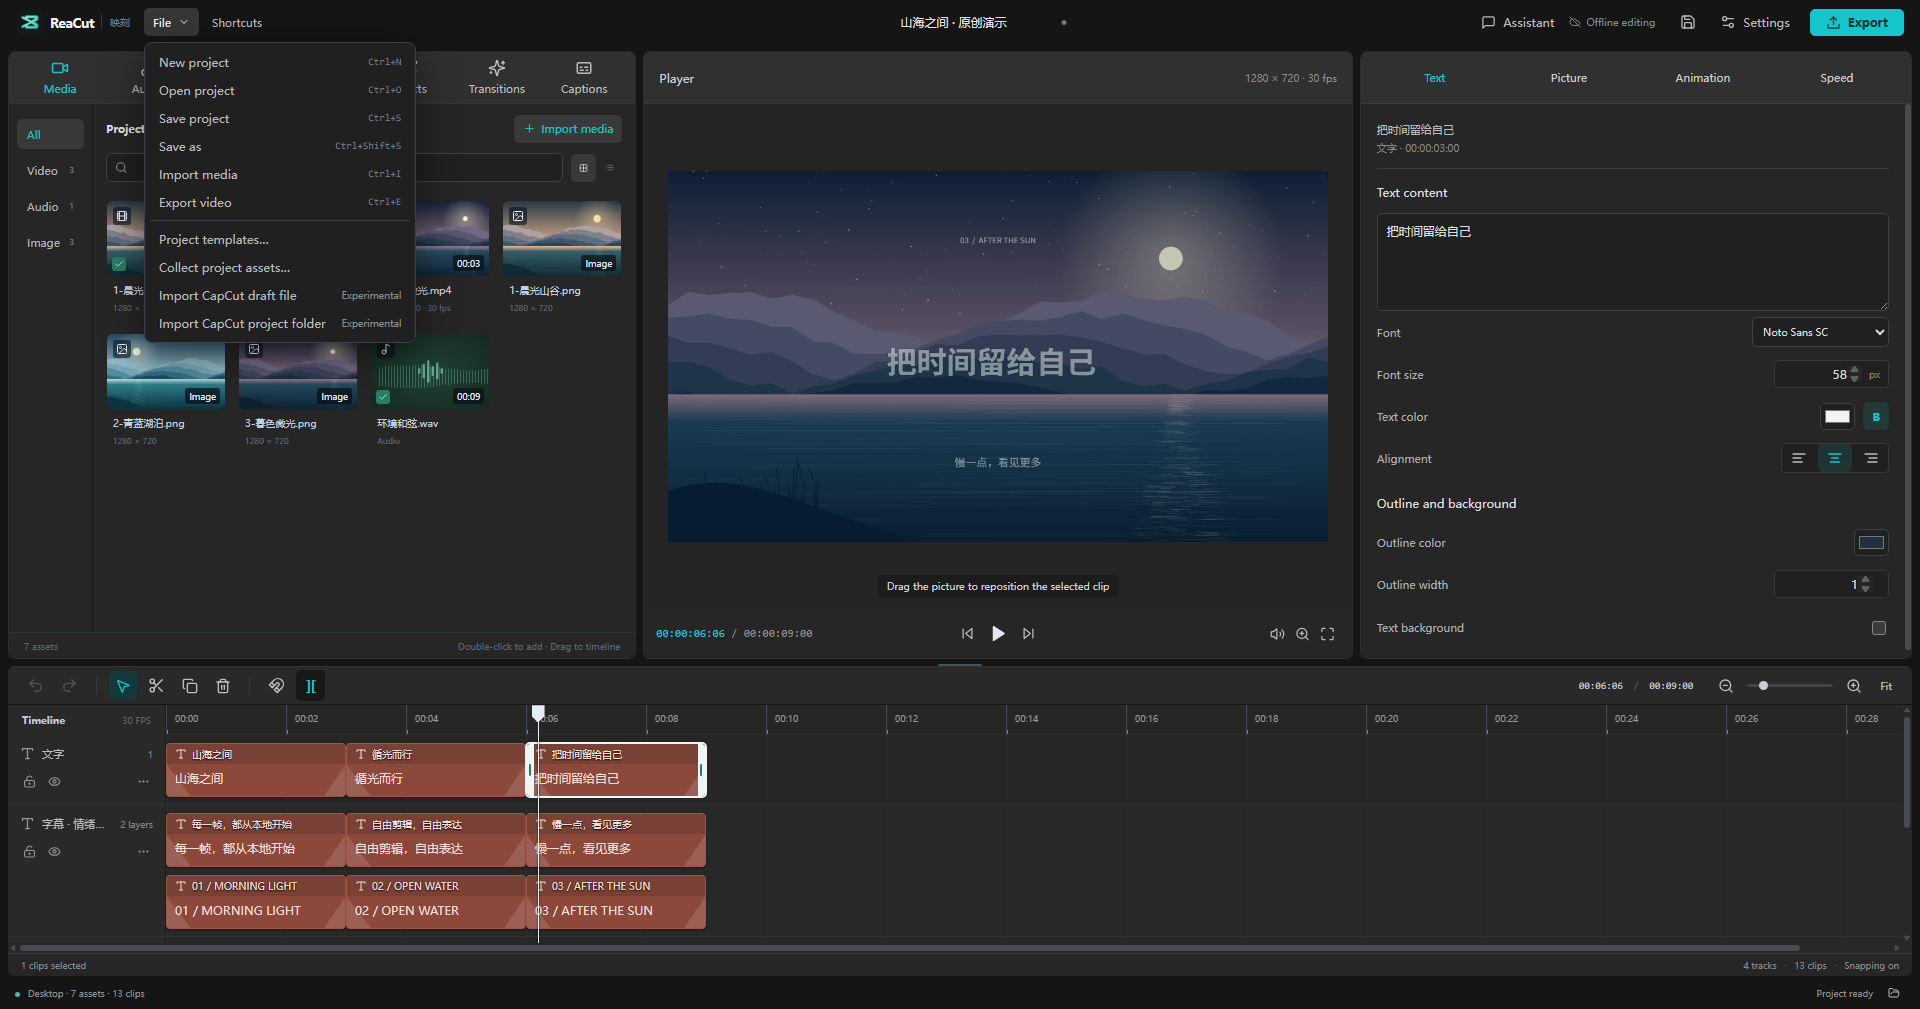 ReaCut 映刻 File Shortcuts
山海之间 · 原创演示
Assistant Offline editing Settings Export
New project Ctrl+N
Open project Ctrl+O
Save project Ctrl+S
Save as Ctrl+Shift+S
Import media Ctrl+I
Export video Ctrl+E
Project templates...
Collect project assets...
Import CapCut draft file Experimental
Import CapCut project folder Experimental
Media
Transitions
Captions
All
Video 3
Audio 1
Image 3
Import media
00:03
Image
1-晨光山谷.png
1280 × 720
Image
2-青蓝湖泊.png
1280 × 720
Image
3-暮色微光.png
1280 × 720
00:09
环境和弦.wav
Audio
7 assets
Double-click to add · Drag to timeline
Player
1280 × 720 · 30 fps
03 / AFTER THE SUN
把时间留给自己
慢一点，看见更多
Drag the picture to reposition the selected clip
00:00:06:06 / 00:00:09:00
Text Picture Animation Speed
把时间留给自己
文字 · 00:00:03:00
Text content
把时间留给自己
Font Noto Sans SC
Font size 58 px
Text color B
Alignment
Outline and background
Outline color
Outline width 1
Text background
00:06:06 / 00:09:00 Fit
Timeline 30 FPS
00:00 00:02 00:04 00:08 00:10 00:12 00:14 00:16 00:18 00:20 00:22 00:24 00:26 00:28
文字 1
山海之间 循光而行 把时间留给自己
山海之间 循光而行 把时间留给自己
字幕 · 情绪... 2 layers
每一帧，都从本地开始 自由剪辑，自由表达 慢一点，看见更多
每一帧，都从本地开始 自由剪辑，自由表达 慢一点，看见更多
01 / MORNING LIGHT 02 / OPEN WATER 03 / AFTER THE SUN
01 / MORNING LIGHT 02 / OPEN WATER 03 / AFTER THE SUN
1 clips selected
4 tracks · 13 clips · Snapping on
Desktop · 7 assets · 13 clips
Project ready